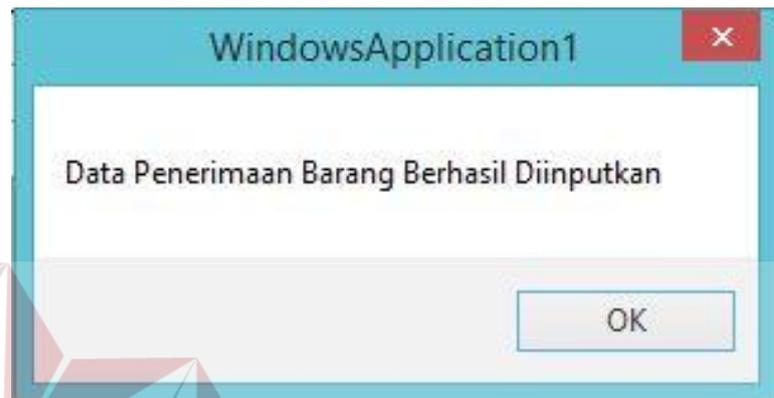 WindowsApplication1
Data Penerimaan Barang Berhasil Diinputkan
OK